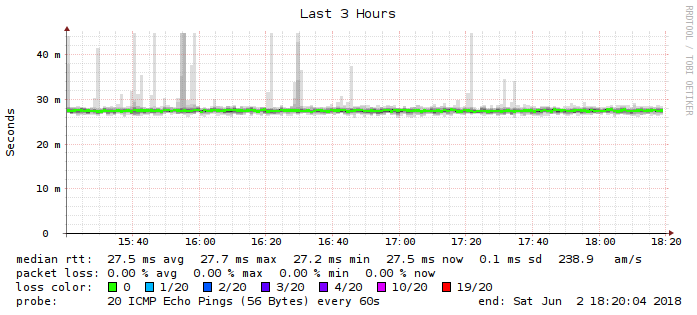 Last 3 Hours
RRDTOOL / TOBI OETIKER
Seconds
40 m
30 m
20 m
10 m
0
15:40 16:00 16:20 16:40 17:00 17:20 17:40 18:00 18:20
median rtt: 27.5 ms avg 27.7 ms max 27.2 ms min 27.5 ms now 0.1 ms sd 238.9 am/s
packet loss: 0.00 % avg 0.00 % max 0.00 % min 0.00 % now
loss color: 0 1/20 2/20 3/20 4/20 10/20 19/20
probe: 20 ICMP Echo Pings (56 Bytes) every 60s end: Sat Jun 2 18:20:04 2018